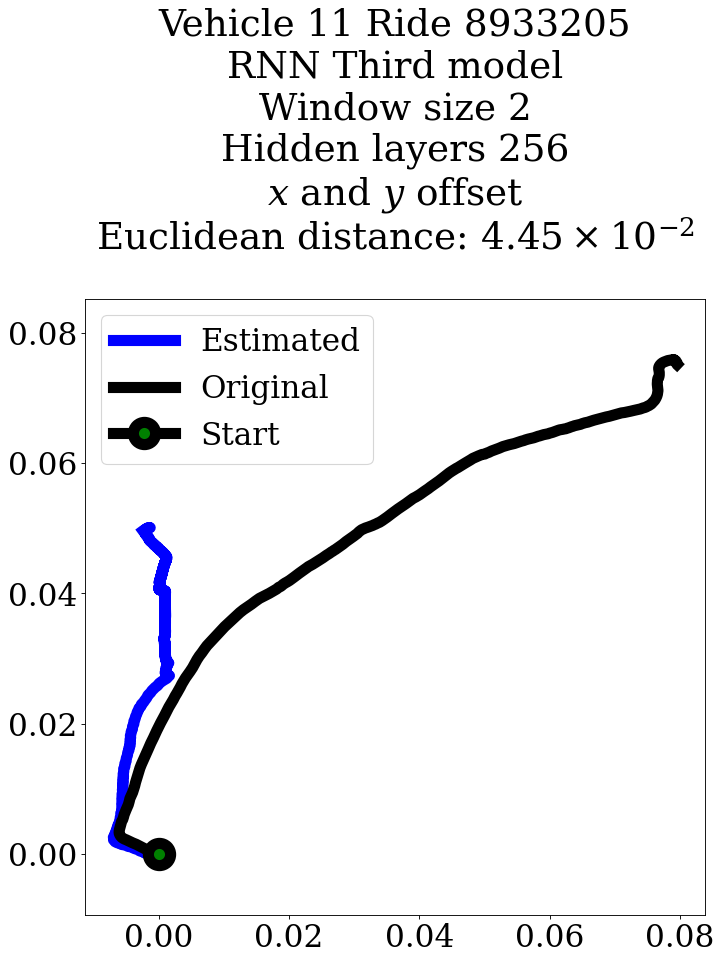 Vehicle 11 Ride 8933205
RNN Third model
Window size 2
Hidden layers 256
x and y offset
Euclidean distance: 4.45 × 10⁻²
Estimated
Original
Start
0.08
0.06
0.04
0.02
0.00
0.00 0.02 0.04 0.06 0.08